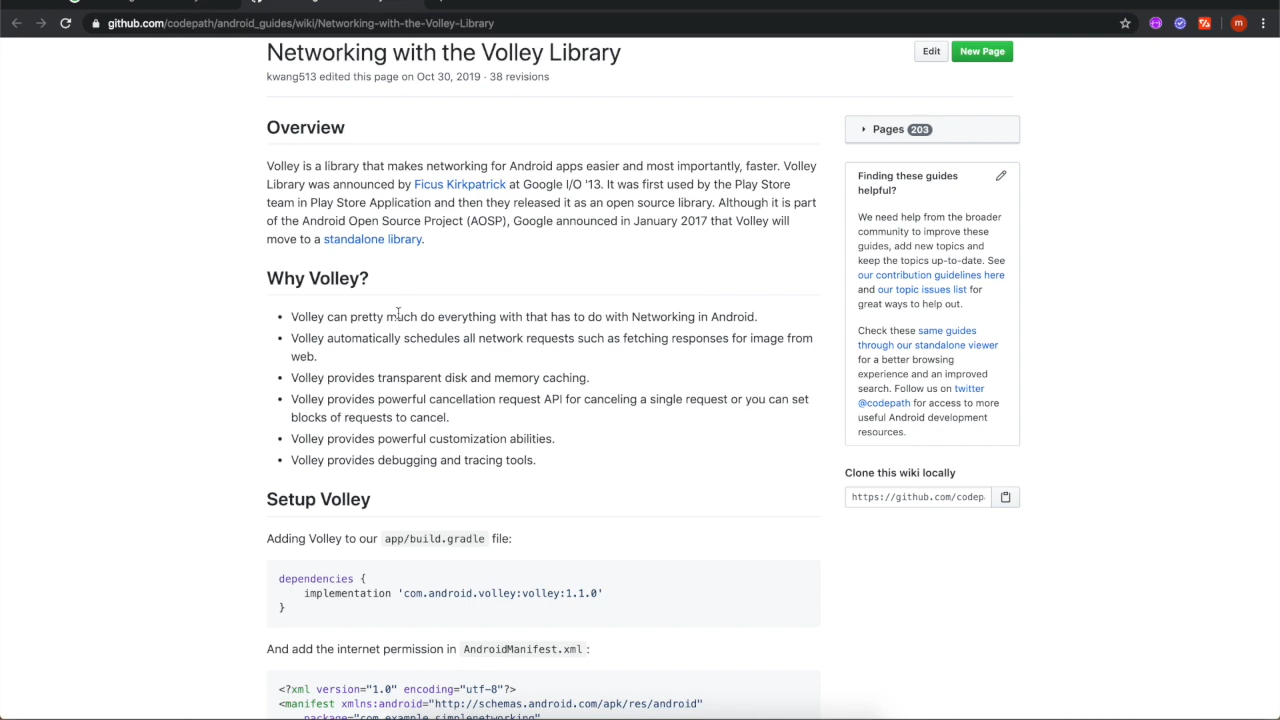 github.com/codepath/android_guides/wiki/Networking-with-the-Volley-Library
m
Networking with the Volley Library
Edit
New Page
kwang513 edited this page on Oct 30, 2019 · 38 revisions
Overview
Volley is a library that makes networking for Android apps easier and most importantly, faster. Volley
Library was announced by Ficus Kirkpatrick at Google I/O '13. It was first used by the Play Store
team in Play Store Application and then they released it as an open source library. Although it is part
of the Android Open Source Project (AOSP), Google announced in January 2017 that Volley will
move to a standalone library.
Why Volley?
• Volley can pretty much do everything with that has to do with Networking in Android.
• Volley automatically schedules all network requests such as fetching responses for image from
web.
• Volley provides transparent disk and memory caching.
• Volley provides powerful cancellation request API for canceling a single request or you can set
blocks of requests to cancel.
• Volley provides powerful customization abilities.
• Volley provides debugging and tracing tools.
Setup Volley
Adding Volley to our app/build.gradle file:
dependencies {
implementation 'com.android.volley:volley:1.1.0'
}
And add the internet permission in AndroidManifest.xml :
<?xml version="1.0" encoding="utf-8"?>
<manifest xmlns:android="http://schemas.android.com/apk/res/android"
package="com.example.simplenetworking"
Pages 203
Finding these guides
helpful?
We need help from the broader
community to improve these
guides, add new topics and
keep the topics up-to-date. See
our contribution guidelines here
and our topic issues list for
great ways to help out.
Check these same guides
through our standalone viewer
for a better browsing
experience and an improved
search. Follow us on twitter
@codepath for access to more
useful Android development
resources.
Clone this wiki locally
https://github.com/codep